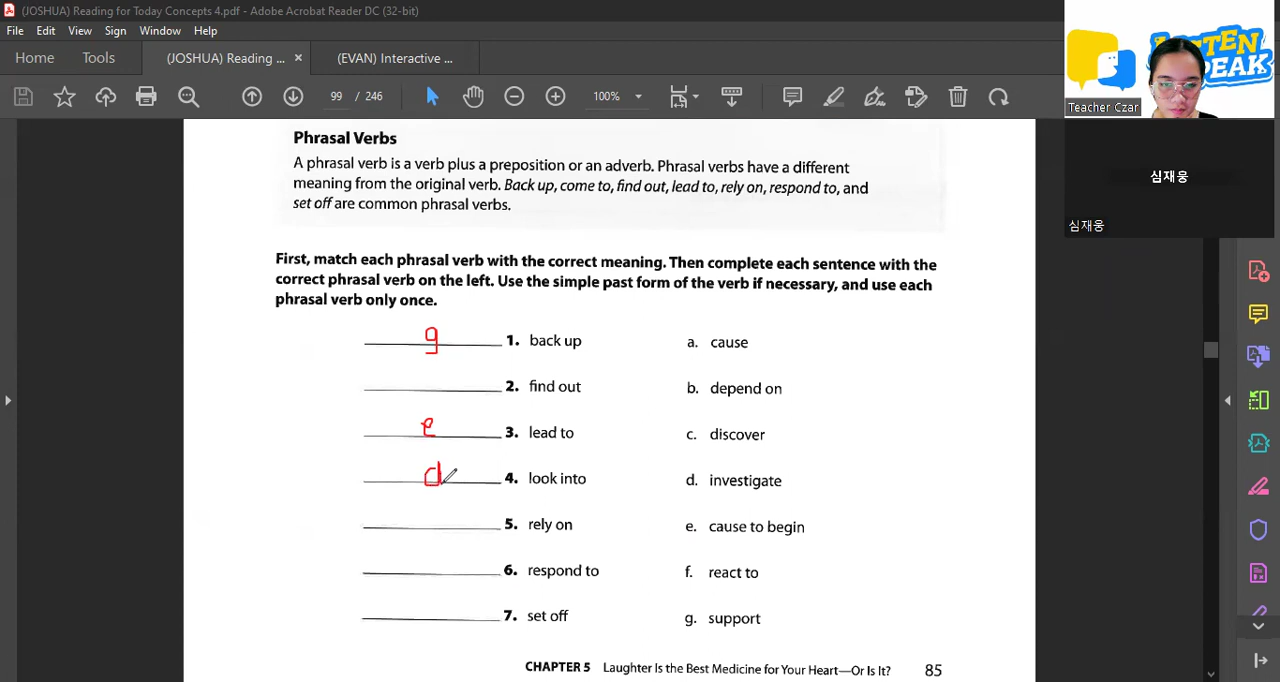 (JOSHUA) Reading for Today Concepts 4.pdf - Adobe Acrobat Reader DC (32-bit)
File Edit View Sign Window Help
Home Tools (JOSHUA) Reading ... × (EVAN) Interactive ...
99 / 246 100%
LISTEN
SPEAK
Teacher Czar
심재웅
심재웅
Phrasal Verbs
A phrasal verb is a verb plus a preposition or an adverb. Phrasal verbs have a different
meaning from the original verb. Back up, come to, find out, lead to, rely on, respond to, and
set off are common phrasal verbs.
First, match each phrasal verb with the correct meaning. Then complete each sentence with the
correct phrasal verb on the left. Use the simple past form of the verb if necessary, and use each
phrasal verb only once.
g 1. back up a. cause
2. find out b. depend on
e 3. lead to c. discover
d 4. look into d. investigate
5. rely on e. cause to begin
6. respond to f. react to
7. set off g. support
CHAPTER 5 Laughter Is the Best Medicine for Your Heart—Or Is It? 85